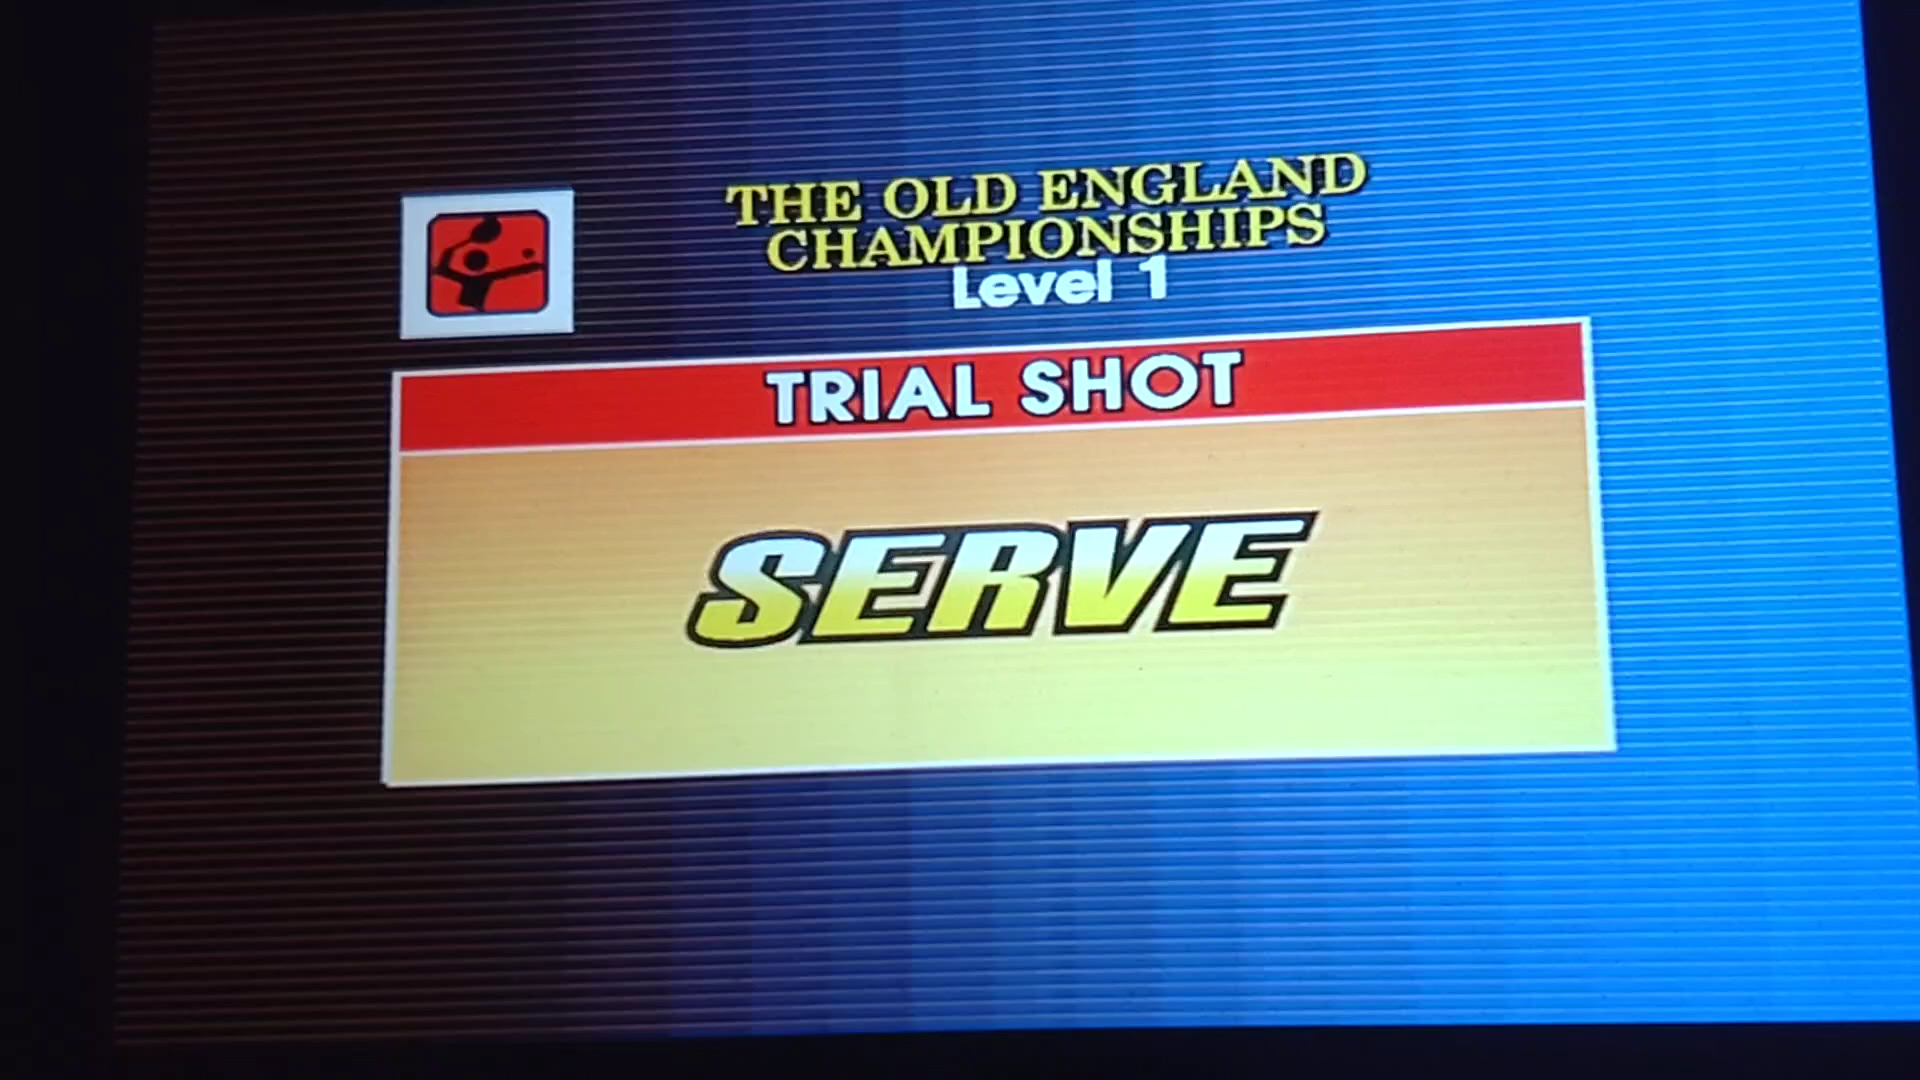 THE OLD ENGLAND
CHAMPIONSHIPS
Level 1
TRIAL SHOT
SERVE